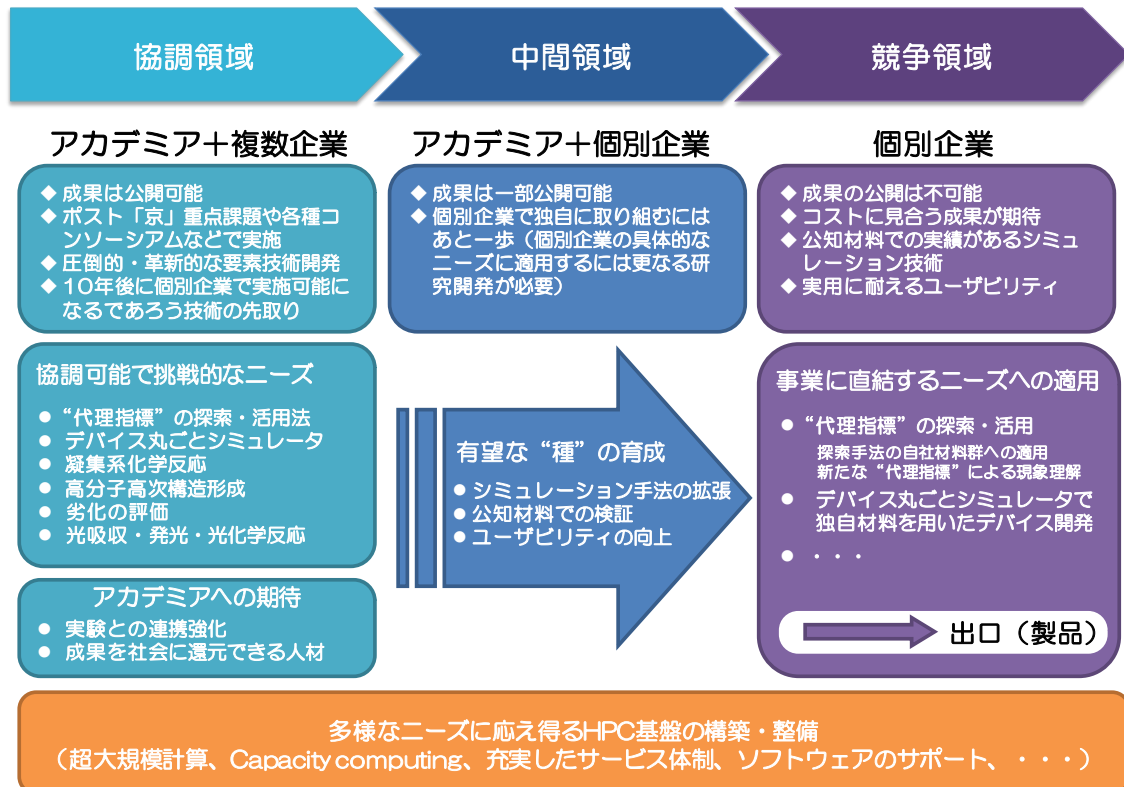 協調領域
中間領域
競争領域
アカデミア＋複数企業
◆ 成果は公開可能
◆ ポスト「京」重点課題や各種コ
ンソーシアムなどで実施
◆ 圧倒的・革新的な要素技術開発
◆ 10年後に個別企業で実施可能に
なるであろう技術の先取り
アカデミア＋個別企業
◆ 成果は一部公開可能
◆ 個別企業で独自に取り組むには
あと一歩（個別企業の具体的な
ニーズに適用するには更なる研
究開発が必要）
個別企業
◆ 成果の公開は不可能
◆ コストに見合う成果が期待
◆ 公知材料での実績があるシミュ
レーション技術
◆ 実用に耐えるユーザビリティ
協調可能で挑戦的なニーズ
● “代理指標”の探索・活用法
● デバイス丸ごとシミュレータ
● 凝集系化学反応
● 高分子高次構造形成
● 劣化の評価
● 光吸収・発光・光化学反応
有望な“種”の育成
● シミュレーション手法の拡張
● 公知材料での検証
● ユーザビリティの向上
事業に直結するニーズへの適用
● “代理指標”の探索・活用
探索手法の自社材料群への適用
新たな“代理指標”による現象理解
● デバイス丸ごとシミュレータで
独自材料を用いたデバイス開発
● ・・・
出口（製品）
アカデミアへの期待
● 実験との連携強化
● 成果を社会に還元できる人材
多様なニーズに応え得るHPC基盤の構築・整備
（超大規模計算、Capacity computing、充実したサービス体制、ソフトウェアのサポート、・・・）